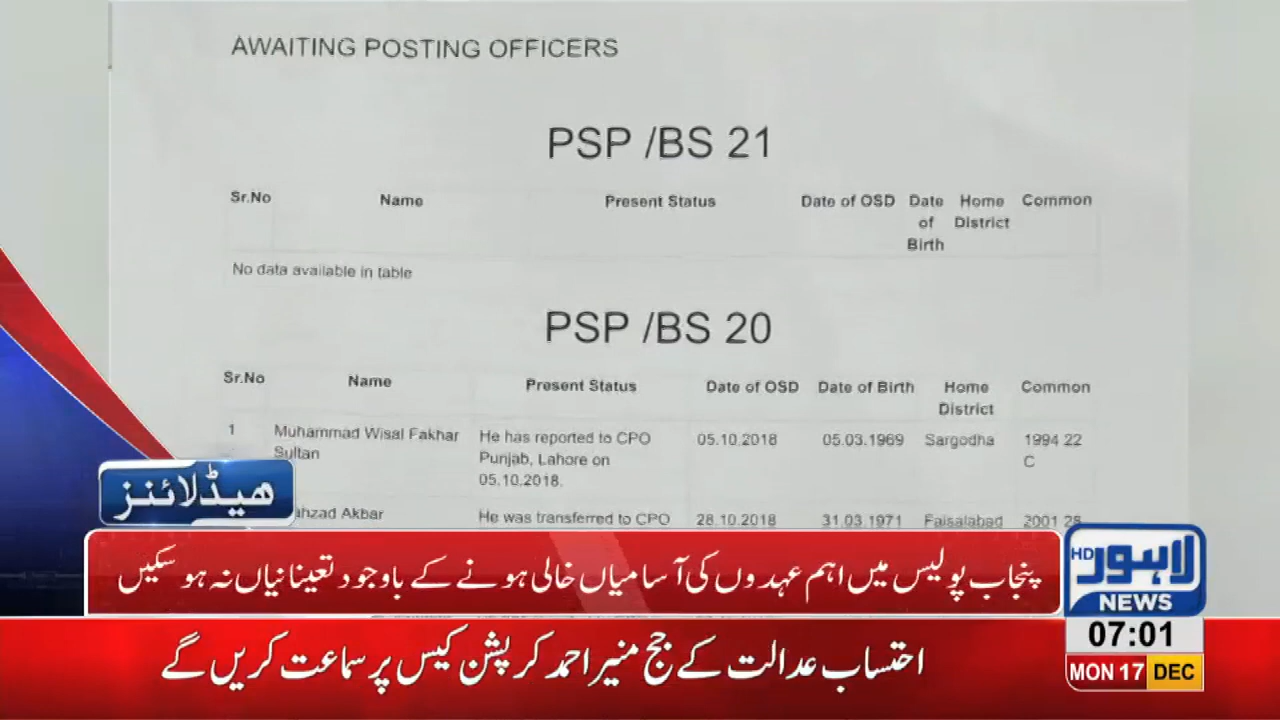 AWAITING POSTING OFFICERS
PSP /BS 21
Sr.No Name Present Status Date of OSD Date of Birth Home District Common
No data available in table
PSP /BS 20
Sr.No Name Present Status Date of OSD Date of Birth Home District Common
1 Muhammad Wisal Fakhar Sultan He has reported to CPO Punjab, Lahore on 05.10.2018. 05.10.2018 05.03.1969 Sargodha 1994 22 C
Akbar He was transferred to CPO 28.10.2018 31.03.1971 Faisalabad 2001 28
ھیڈلائنز
پنجاب پولیس میں اہم عہدوں کی آسامیاں خالی ہونے کے باوجود تعیناتیاں نہ ہو سکیں
احتساب عدالت کے جج منیر احمد کرپشن کیس پر سماعت کریں گے
HD لاہور
NEWS
07:01
MON 17 DEC